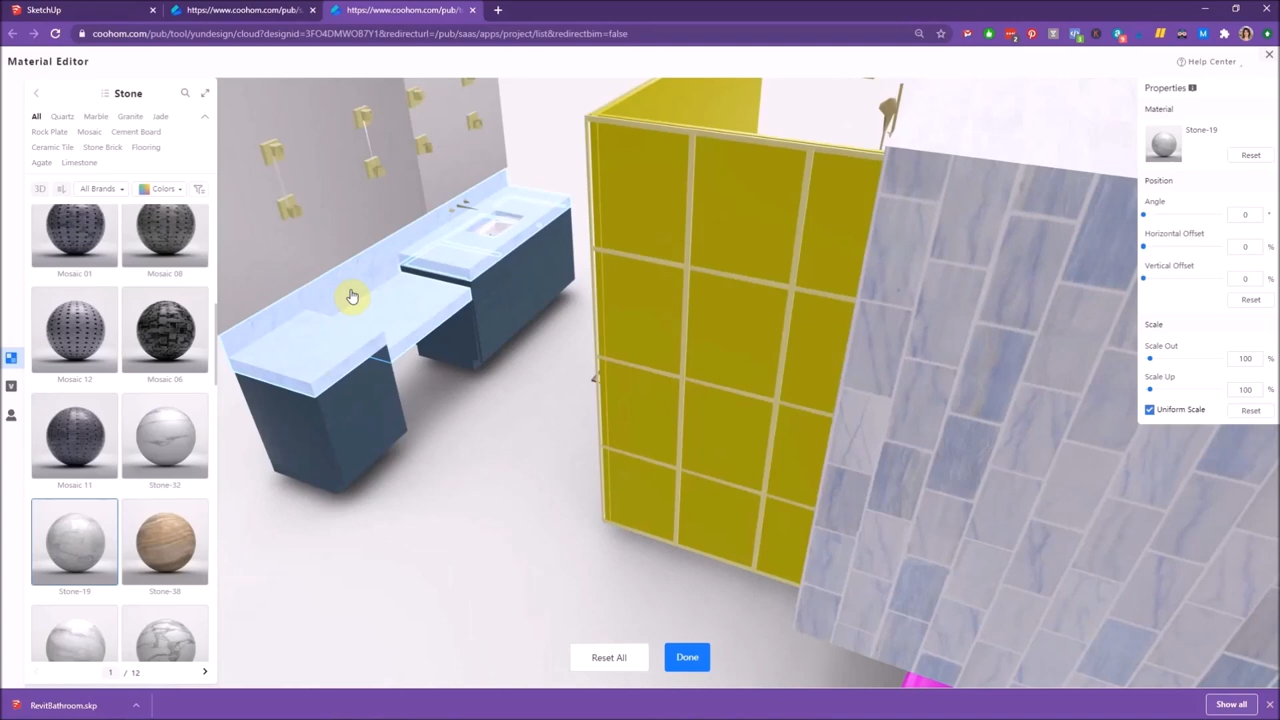 SketchUp
https://www.coohom.com/pub/s
https://www.coohom.com/pub/t
coohom.com/pub/tool/yundesign/cloud?designid=3FO4DMWOB7Y1&redirecturl=/pub/saas/apps/project/list&redirectbim=false
Material Editor
Help Center
Stone
All Quartz Marble Granite Jade
Rock Plate Mosaic Cement Board
Ceramic Tile Stone Brick Flooring
Agate Limestone
3D All Brands Colors
Mosaic 01 Mosaic 08
Mosaic 12 Mosaic 06
Mosaic 11 Stone-32
Stone-19 Stone-38
1 / 12
Properties
Material
Stone-19
Reset
Position
Angle
0 °
Horizontal Offset
0 %
Vertical Offset
0 %
Reset
Scale
Scale Out
100 %
Scale Up
100 %
Uniform Scale Reset
Reset All Done
RevitBathroom.skp
Show all